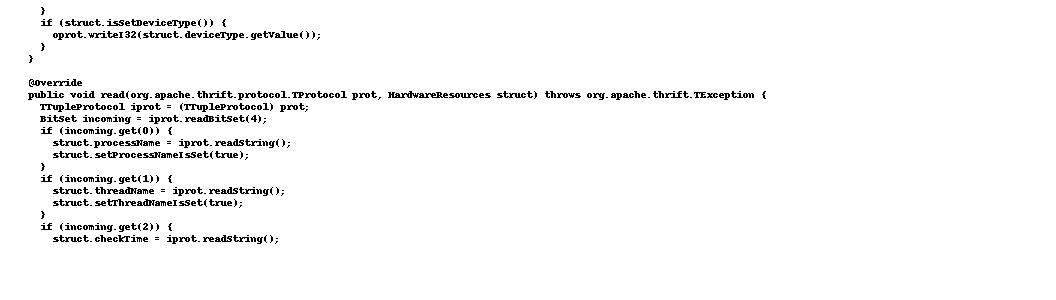 }
if (struct.isSetDeviceType()) {
oprot.writeI32(struct.deviceType.getValue());
}
}
@Override
public void read(org.apache.thrift.protocol.TProtocol prot, HardwareResources struct) throws org.apache.thrift.TException {
TTupleProtocol iprot = (TTupleProtocol) prot;
BitSet incoming = iprot.readBitSet(4);
if (incoming.get(0)) {
struct.processName = iprot.readString();
struct.setProcessNameIsSet(true);
}
if (incoming.get(1)) {
struct.threadName = iprot.readString();
struct.setThreadNameIsSet(true);
}
if (incoming.get(2)) {
struct.checkTime = iprot.readString();